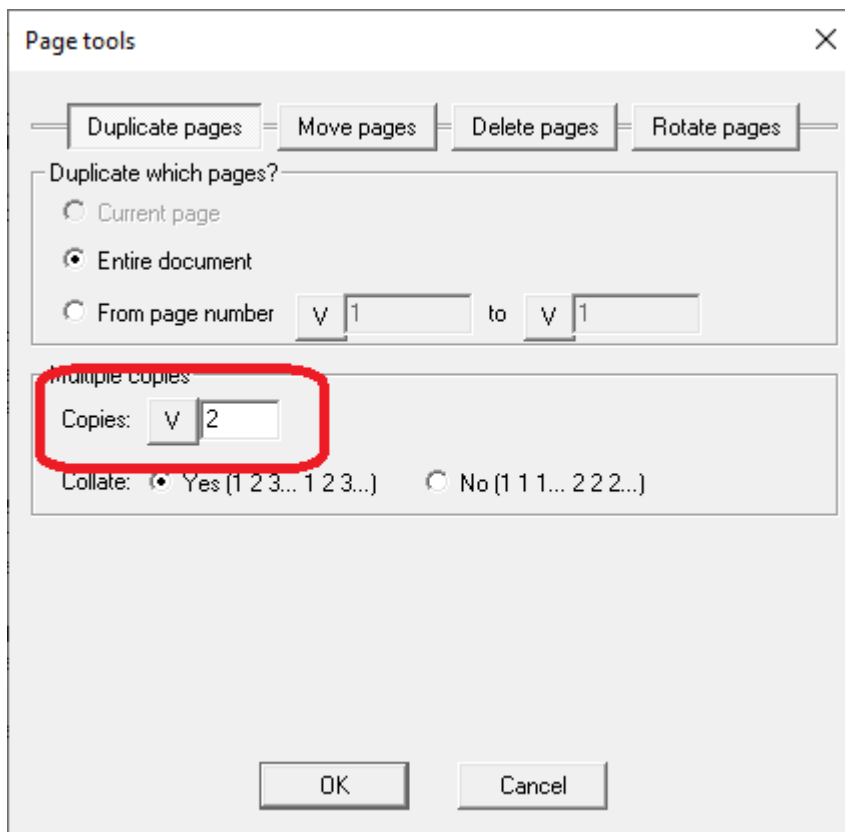 Page tools
Duplicate pages Move pages Delete pages Rotate pages
Duplicate which pages?
Current page
Entire document
From page number V 1 to V 1
Multiple copies
Copies: V 2
Collate: Yes (1 2 3... 1 2 3...) No (1 1 1... 2 2 2...)
OK Cancel